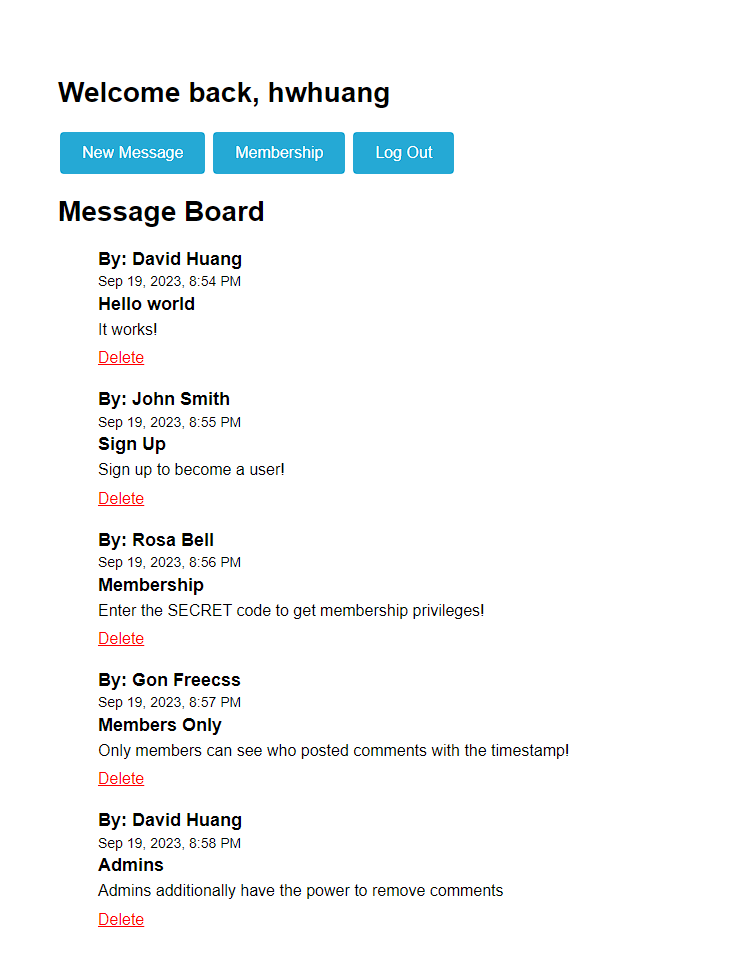 Welcome back, hwhuang
New Message Membership Log Out
Message Board
By: David Huang
Sep 19, 2023, 8:54 PM
Hello world
It works!
Delete
By: John Smith
Sep 19, 2023, 8:55 PM
Sign Up
Sign up to become a user!
Delete
By: Rosa Bell
Sep 19, 2023, 8:56 PM
Membership
Enter the SECRET code to get membership privileges!
Delete
By: Gon Freecss
Sep 19, 2023, 8:57 PM
Members Only
Only members can see who posted comments with the timestamp!
Delete
By: David Huang
Sep 19, 2023, 8:58 PM
Admins
Admins additionally have the power to remove comments
Delete